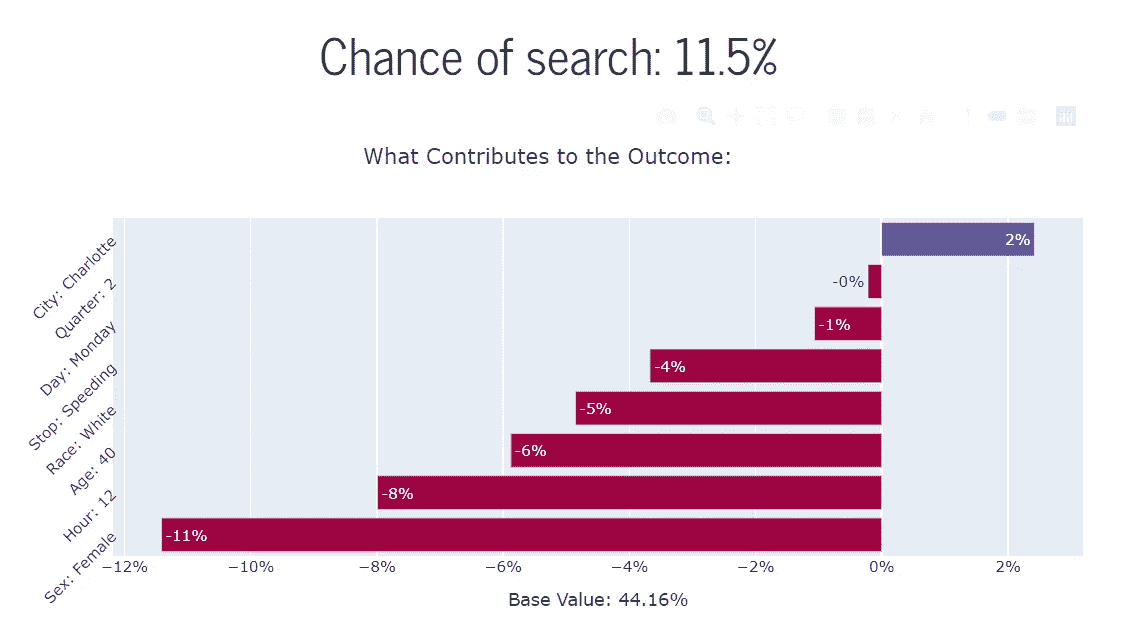 Chance of search: 11.5%
What Contributes to the Outcome:
City: Charlotte
2%
Quarter: 2
-0%
Day: Monday
-1%
Stop: Speeding
-4%
Race: White
-5%
Age: 40
-6%
Hour: 12
-8%
Sex: Female
-11%
−12%
−10%
−8%
−6%
−4%
−2%
0%
2%
Base Value: 44.16%